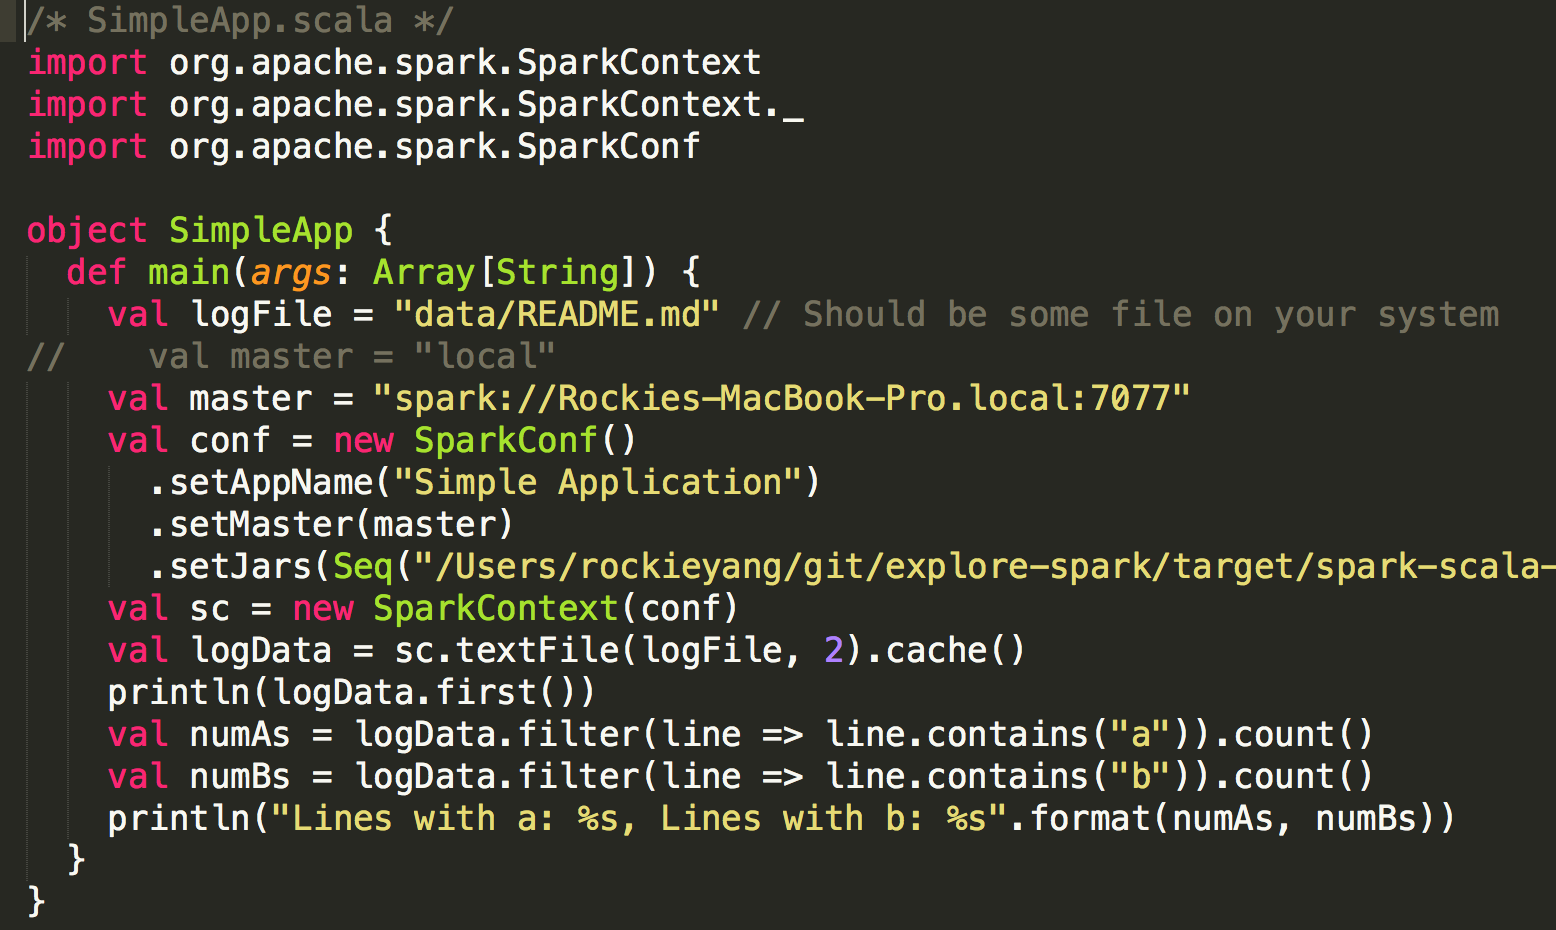 /* SimpleApp.scala */
import org.apache.spark.SparkContext
import org.apache.spark.SparkContext._
import org.apache.spark.SparkConf

object SimpleApp {
  def main(args: Array[String]) {
    val logFile = "data/README.md" // Should be some file on your system
//    val master = "local"
    val master = "spark://Rockies-MacBook-Pro.local:7077"
    val conf = new SparkConf()
      .setAppName("Simple Application")
      .setMaster(master)
      .setJars(Seq("/Users/rockieyang/git/explore-spark/target/spark-scala-
    val sc = new SparkContext(conf)
    val logData = sc.textFile(logFile, 2).cache()
    println(logData.first())
    val numAs = logData.filter(line => line.contains("a")).count()
    val numBs = logData.filter(line => line.contains("b")).count()
    println("Lines with a: %s, Lines with b: %s".format(numAs, numBs))
  }
}